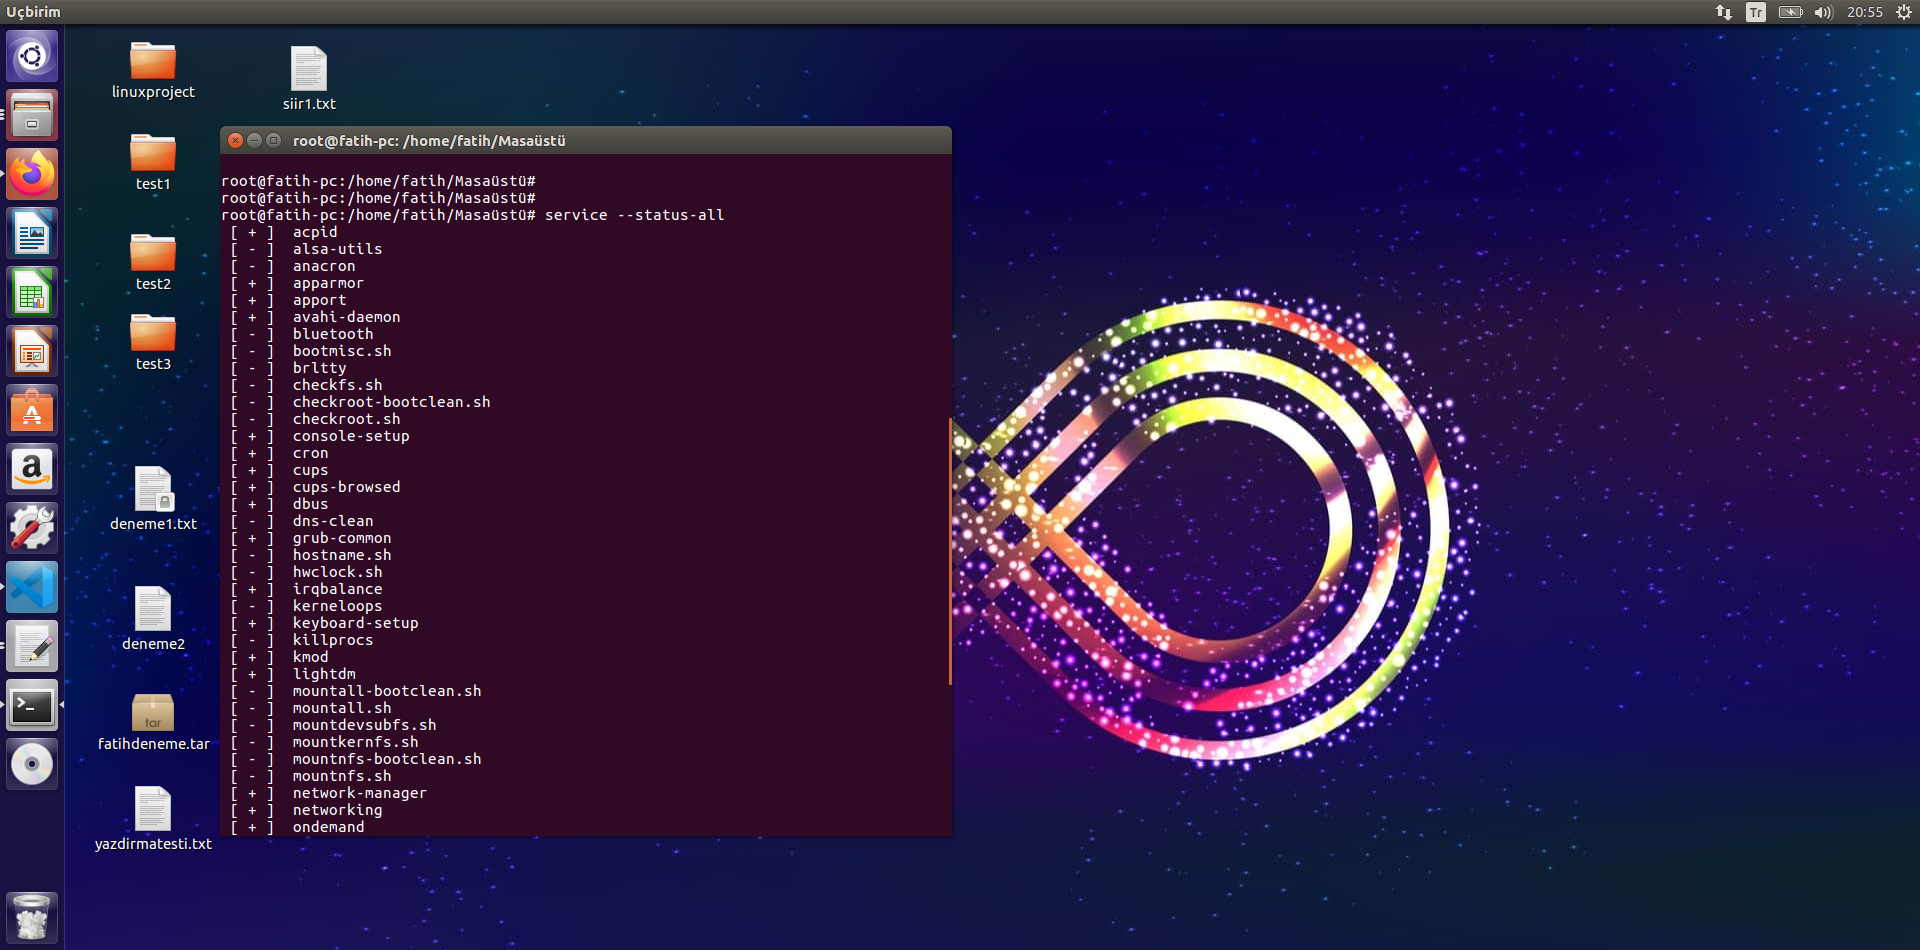 Uçbirim
Tr
20:55
linuxproject
siir1.txt
test1
test2
test3
deneme1.txt
deneme2
tar
fatihdeneme.tar
yazdirmatesti.txt
root@fatih-pc: /home/fatih/Masaüstü
root@fatih-pc:/home/fatih/Masaüstü#
root@fatih-pc:/home/fatih/Masaüstü#
root@fatih-pc:/home/fatih/Masaüstü# service --status-all
[ + ]  acpid
[ - ]  alsa-utils
[ - ]  anacron
[ + ]  apparmor
[ + ]  apport
[ + ]  avahi-daemon
[ - ]  bluetooth
[ - ]  bootmisc.sh
[ - ]  brltty
[ - ]  checkfs.sh
[ - ]  checkroot-bootclean.sh
[ - ]  checkroot.sh
[ + ]  console-setup
[ + ]  cron
[ + ]  cups
[ + ]  cups-browsed
[ + ]  dbus
[ - ]  dns-clean
[ + ]  grub-common
[ - ]  hostname.sh
[ - ]  hwclock.sh
[ + ]  irqbalance
[ - ]  kerneloops
[ + ]  keyboard-setup
[ - ]  killprocs
[ + ]  kmod
[ + ]  lightdm
[ - ]  mountall-bootclean.sh
[ - ]  mountall.sh
[ - ]  mountdevsubfs.sh
[ - ]  mountkernfs.sh
[ - ]  mountnfs-bootclean.sh
[ - ]  mountnfs.sh
[ + ]  network-manager
[ + ]  networking
[ + ]  ondemand